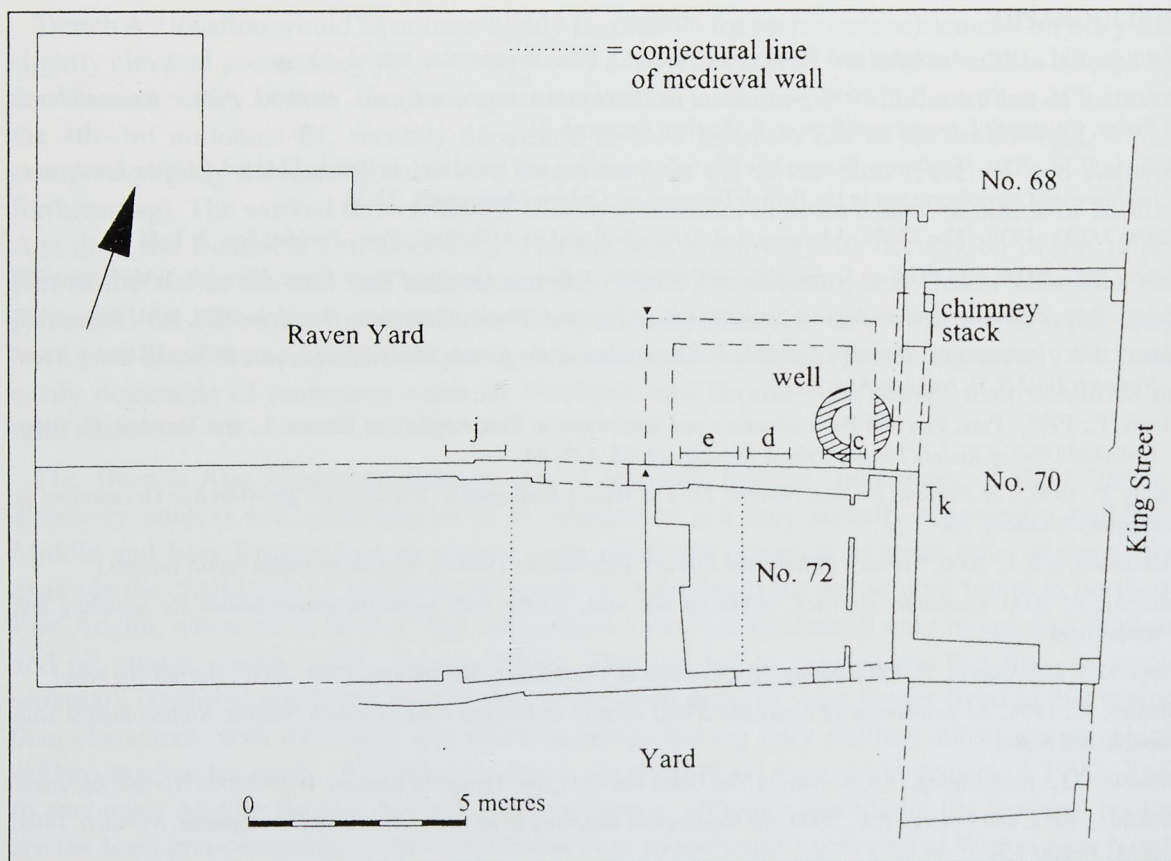 = conjectural line
of medieval wall
No. 68
chimney
stack
Raven Yard
well
j
e
d
c
No. 70
k
No. 72
King Street
Yard
0
5 metres